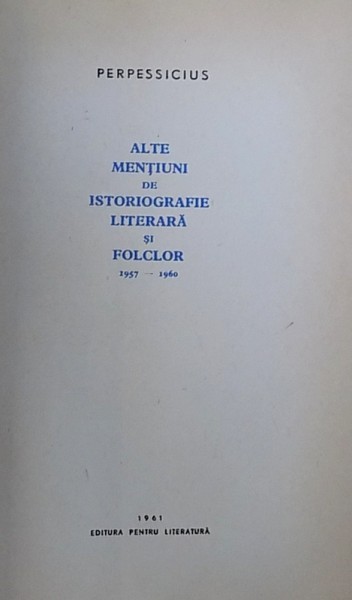 PERPESSICIUS
ALTE
MENȚIUNI
DE
ISTORIOGRAFIE
LITERARĂ
ȘI
FOLCLOR
1957 — 1960
1961
EDITURA PENTRU LITERATURĂ